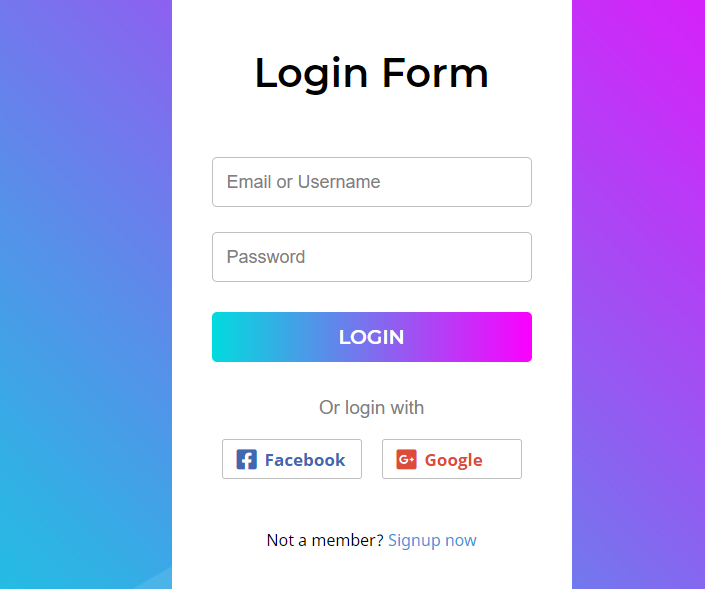 Login Form
Email or Username
Password
LOGIN
Or login with
Facebook
Google
Not a member? Signup now